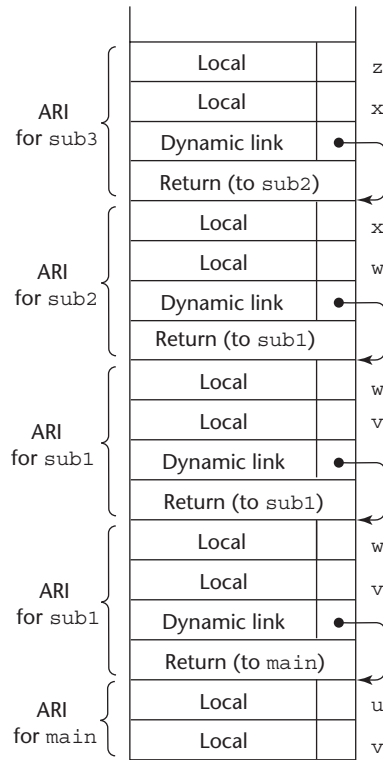 Local z
Local x
ARI
for sub3
Dynamic link
Return (to sub2)
Local x
Local w
ARI
for sub2
Dynamic link
Return (to sub1)
Local w
Local v
ARI
for sub1
Dynamic link
Return (to sub1)
Local w
Local v
ARI
for sub1
Dynamic link
Return (to main)
Local u
ARI
for main
Local v